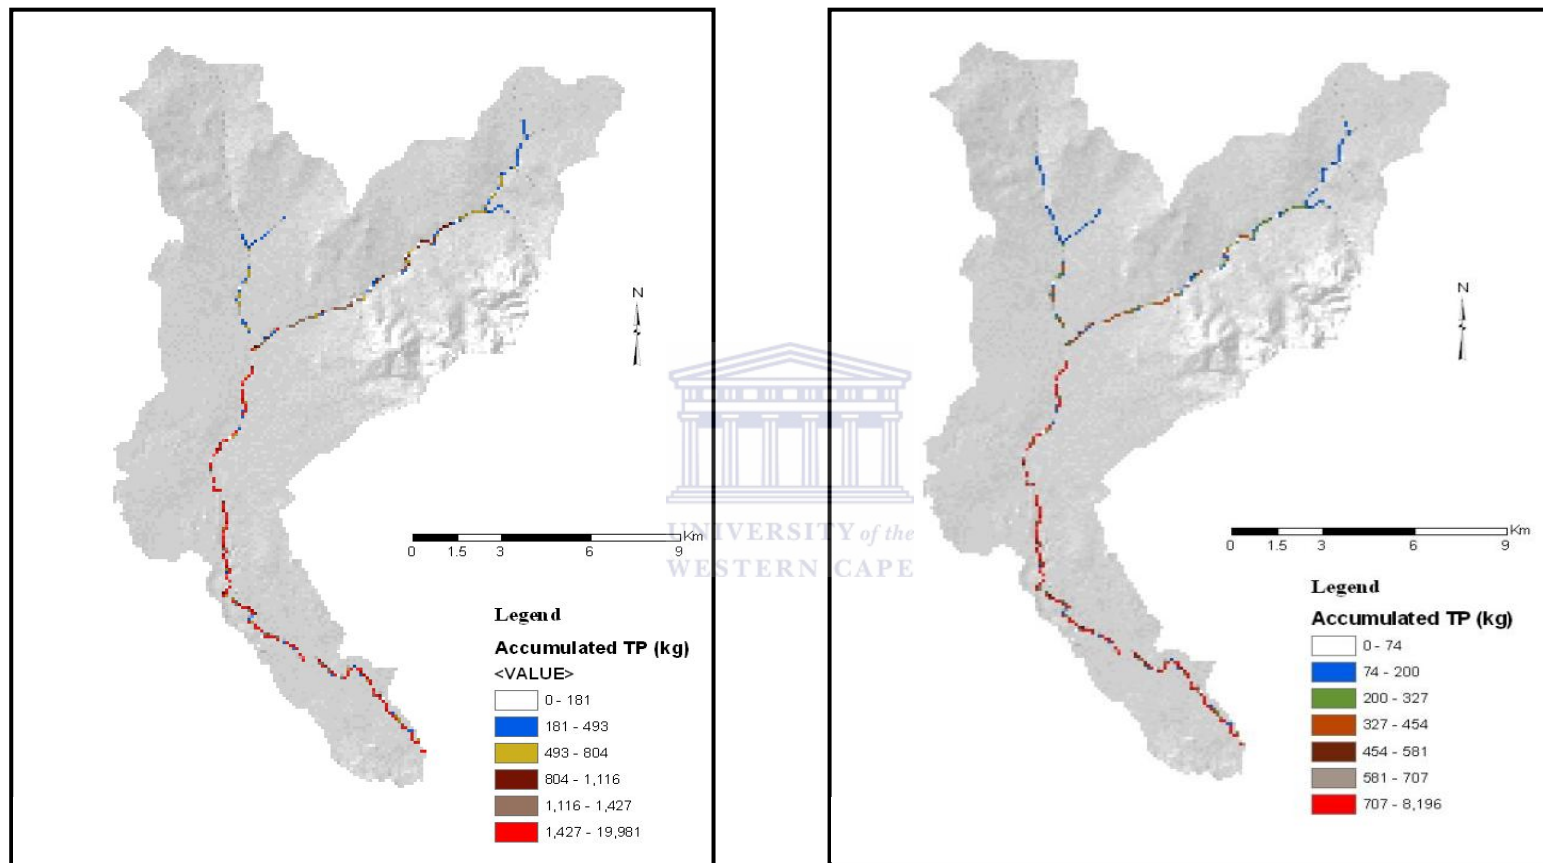 N
Km
0 1.5 3 6 9
Legend
Accumulated TP (kg)
<VALUE>
0 - 181
181 - 493
493 - 804
804 - 1,116
1,116 - 1,427
1,427 - 19,981
UNIVERSITY of the
WESTERN CAPE
N
Km
0 1.5 3 6 9
Legend
Accumulated TP (kg)
0 - 74
74 - 200
200 - 327
327 - 454
454 - 581
581 - 707
707 - 8,196